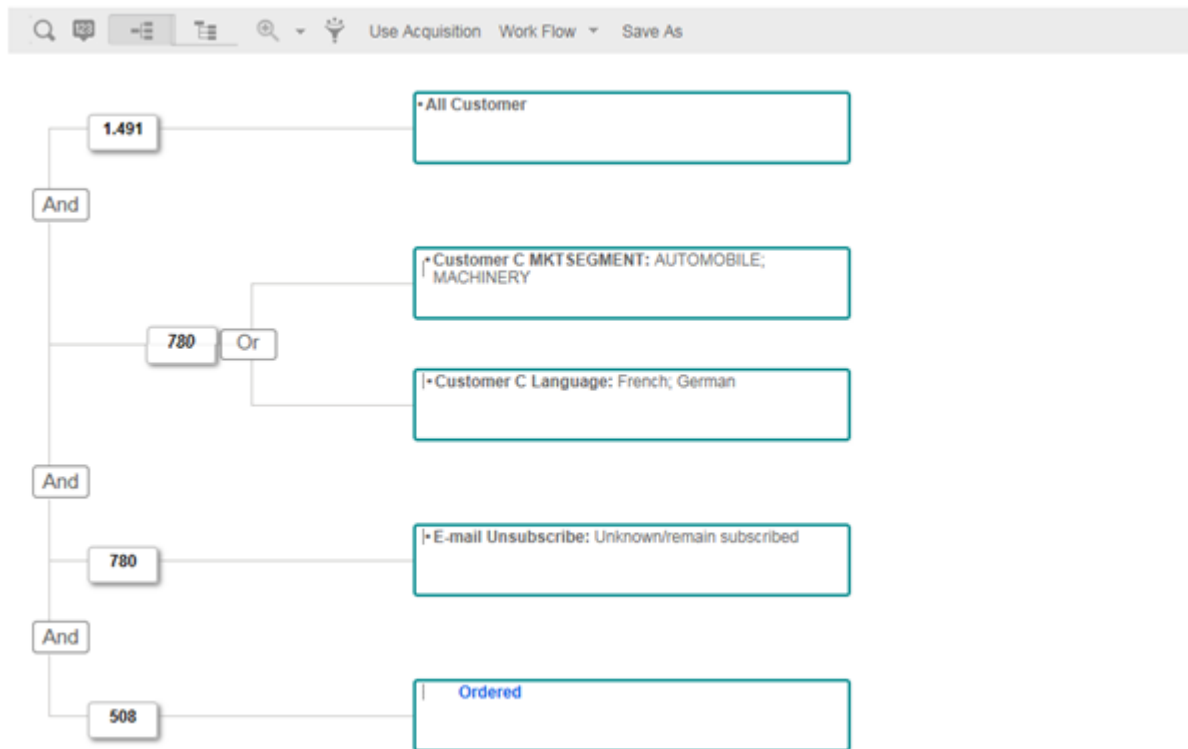 Use Acquisition Work Flow Save As
• All Customer
1.491
And
• Customer C MKTSEGMENT: AUTOMOBILE;
MACHINERY
780 Or
• Customer C Language: French; German
And
• E-mail Unsubscribe: Unknown/remain subscribed
780
And
Ordered
508